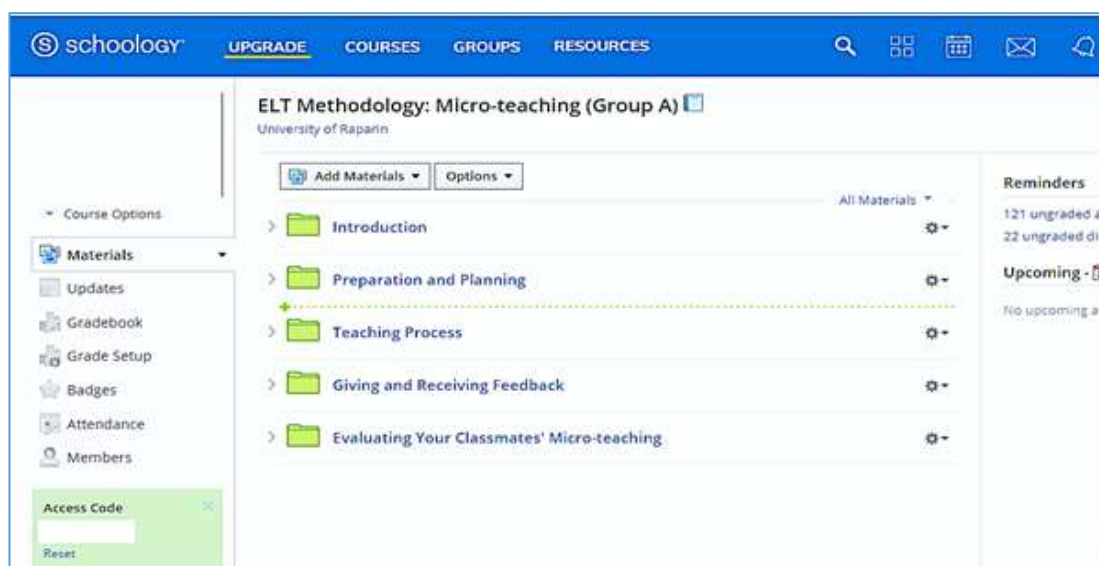 schoology UPGRADE COURSES GROUPS RESOURCES
ELT Methodology: Micro-teaching (Group A)
University of Raparin
Add Materials Options
All Materials
Course Options
Materials
Updates
Gradebook
Grade Setup
Badges
Attendance
Members
Access Code
Reset
Introduction
Preparation and Planning
Teaching Process
Giving and Receiving Feedback
Evaluating Your Classmates' Micro-teaching
Reminders
121 ungraded a
22 ungraded di
Upcoming -
No upcoming a